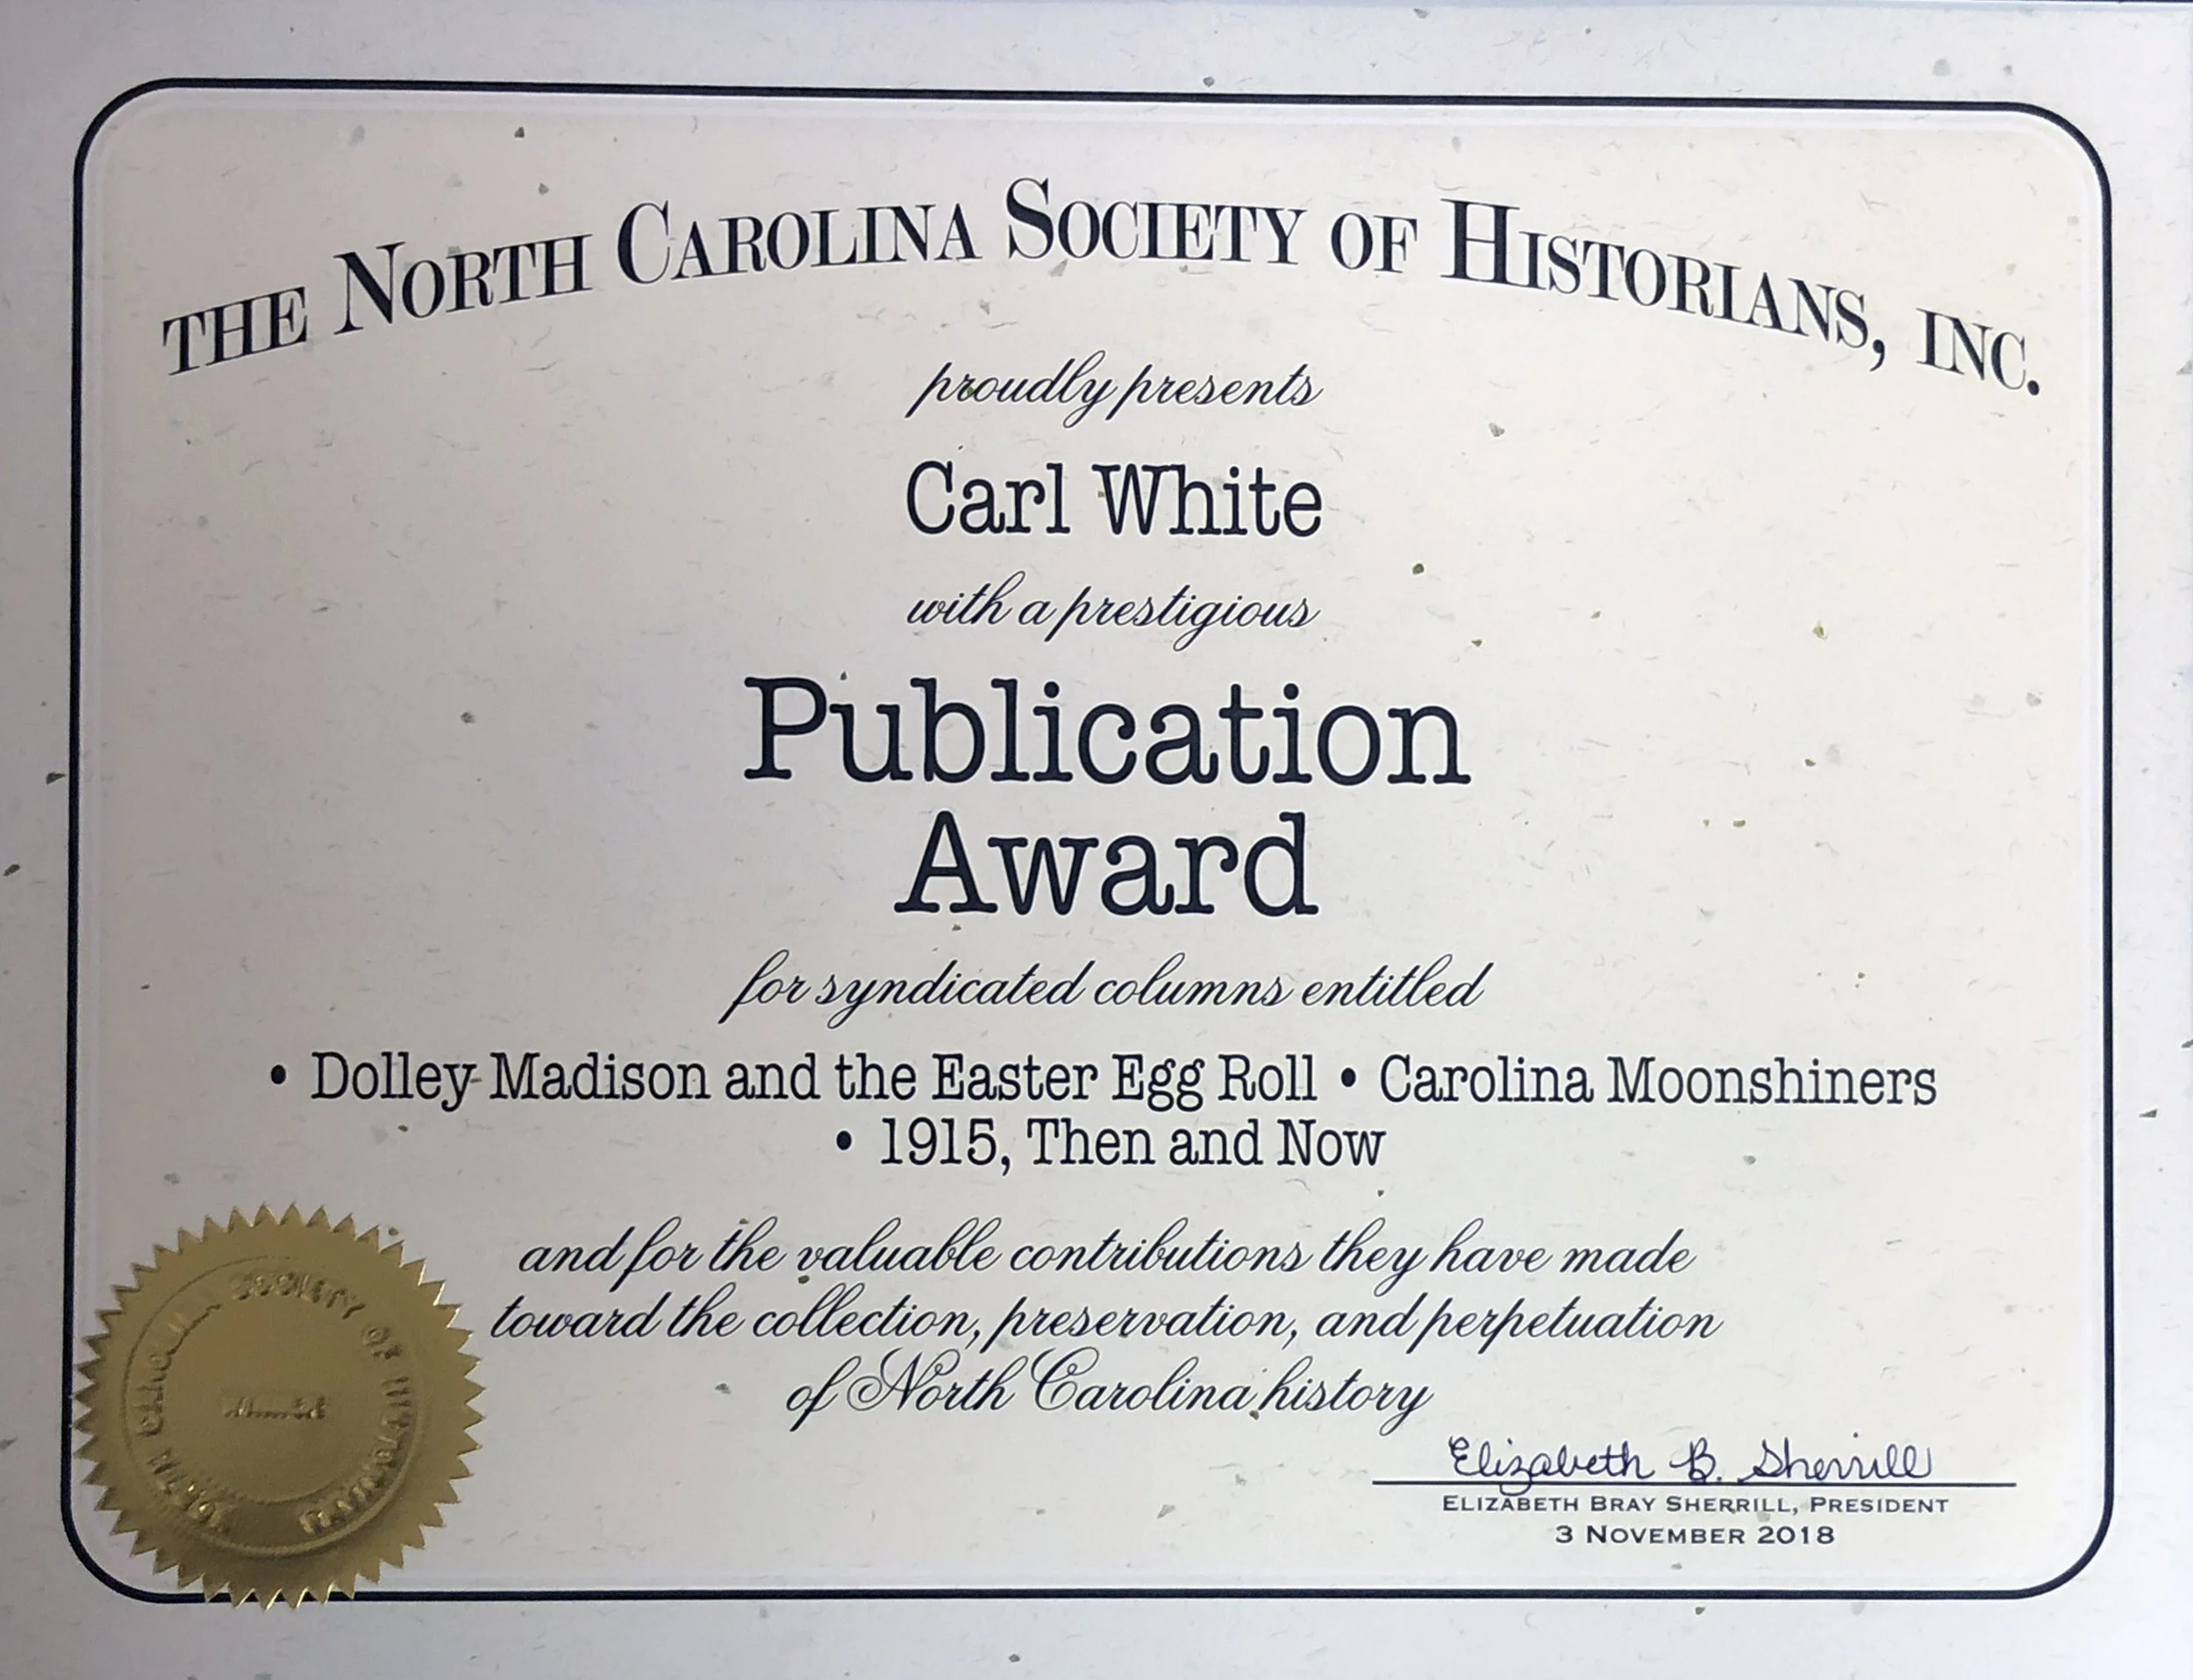 THE NORTH CAROLINA SOCIETY OF HISTORIANS, INC.
proudly presents
Carl White
with a prestigious
Publication
Award
for syndicated columns entitled
• Dolley Madison and the Easter Egg Roll • Carolina Moonshiners
• 1915, Then and Now
and for the valuable contributions they have made
toward the collection, preservation, and perpetuation
of North Carolina history
Elizabeth B. Sherrill
ELIZABETH BRAY SHERRILL, PRESIDENT
3 NOVEMBER 2018
SOCIETY OF